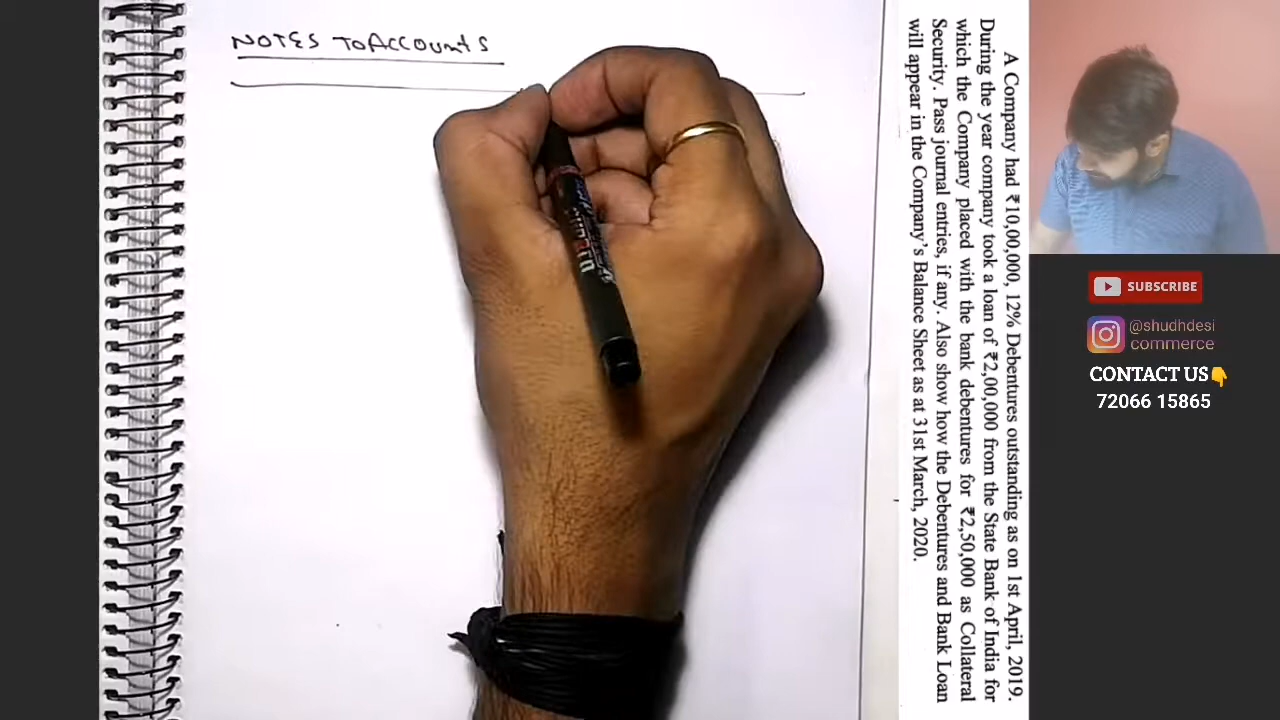 NOTES TO ACCOUNTS
A Company had ₹10,00,000, 12% Debentures outstanding as on 1st April, 2019.
During the year company took a loan of ₹2,00,000 from the State Bank of India for
which the Company placed with the bank debentures for ₹2,50,000 as Collateral
Security. Pass journal entries, if any. Also show how the Debentures and Bank Loan
will appear in the Company's Balance Sheet as at 31st March, 2020.
SUBSCRIBE
@shudhdesi
commerce
CONTACT US👇
72066 15865